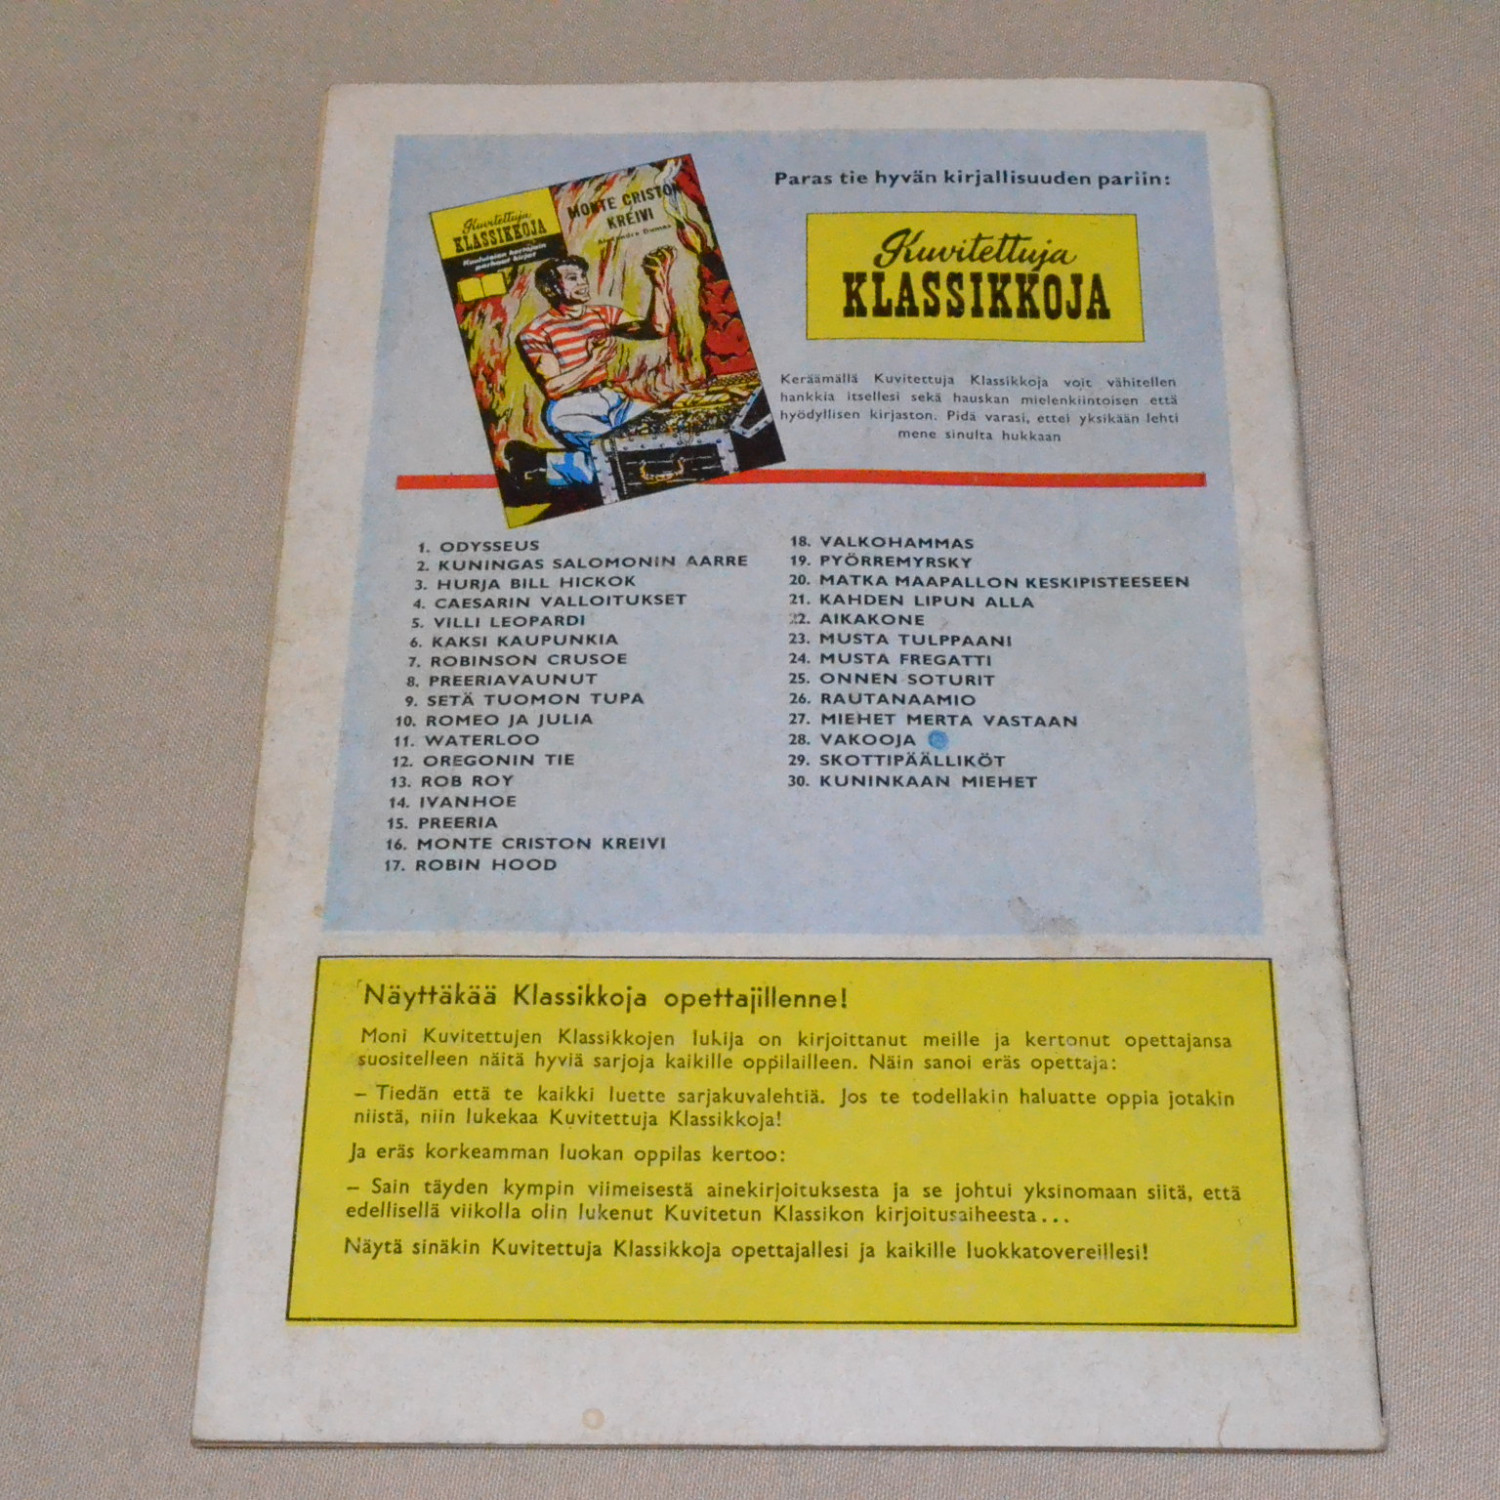 Kuvitettuja
KLASSIKKOJA
MONTE CRISTON
KREIVI
Alexandre Dumas
Paras tie hyvän kirjallisuuden pariin:
Kuvitettuja
KLASSIKKOJA
Keräämällä Kuvitettuja Klassikkoja voit vähitellen
hankkia itsellesi sekä hauskan mielenkiintoisen että
hyödyllisen kirjaston. Pidä varasi, ettei yksikään lehti
mene sinulta hukkaan
1. ODYSSEUS
2. KUNINGAS SALOMONIN AARRE
3. HURJA BILL HICKOK
4. CAESARIN VALLOITUKSET
5. VILLI LEOPARDI
6. KAKSI KAUPUNKIA
7. ROBINSON CRUSOE
8. PREERIAVAUNUT
9. SETÄ TUOMON TUPA
10. ROMEO JA JULIA
11. WATERLOO
12. OREGONIN TIE
13. ROB ROY
14. IVANHOE
15. PREERIA
16. MONTE CRISTON KREIVI
17. ROBIN HOOD
18. VALKOHAMMAS
19. PYÖRREMYRSKY
20. MATKA MAAPALLON KESKIPISTEESEEN
21. KAHDEN LIPUN ALLA
22. AIKAKONE
23. MUSTA TULPPAANI
24. MUSTA FREGATTI
25. ONNEN SOTURIT
26. RAUTANAAMIO
27. MIEHET MERTA VASTAAN
28. VAKOOJA
29. SKOTTIPÄÄLLIKÖT
30. KUNINKAAN MIEHET
Näyttäkää Klassikkoja opettajillenne!
Moni Kuvitettujen Klassikkojen lukija on kirjoittanut meille ja kertonut opettajansa
suositelleen näitä hyviä sarjoja kaikille oppilailleen. Näin sanoi eräs opettaja:
– Tiedän että te kaikki luette sarjakuvalehtiä. Jos te todellakin haluatte oppia jotakin
niistä, niin lukekaa Kuvitettuja Klassikkoja!
Ja eräs korkeamman luokan oppilas kertoo:
– Sain täyden kympin viimeisestä ainekirjoituksesta ja se johtui yksinomaan siitä, että
edellisellä viikolla olin lukenut Kuvitetun Klassikon kirjoitusaiheesta...
Näytä sinäkin Kuvitettuja Klassikkoja opettajallesi ja kaikille luokkatovereillesi!